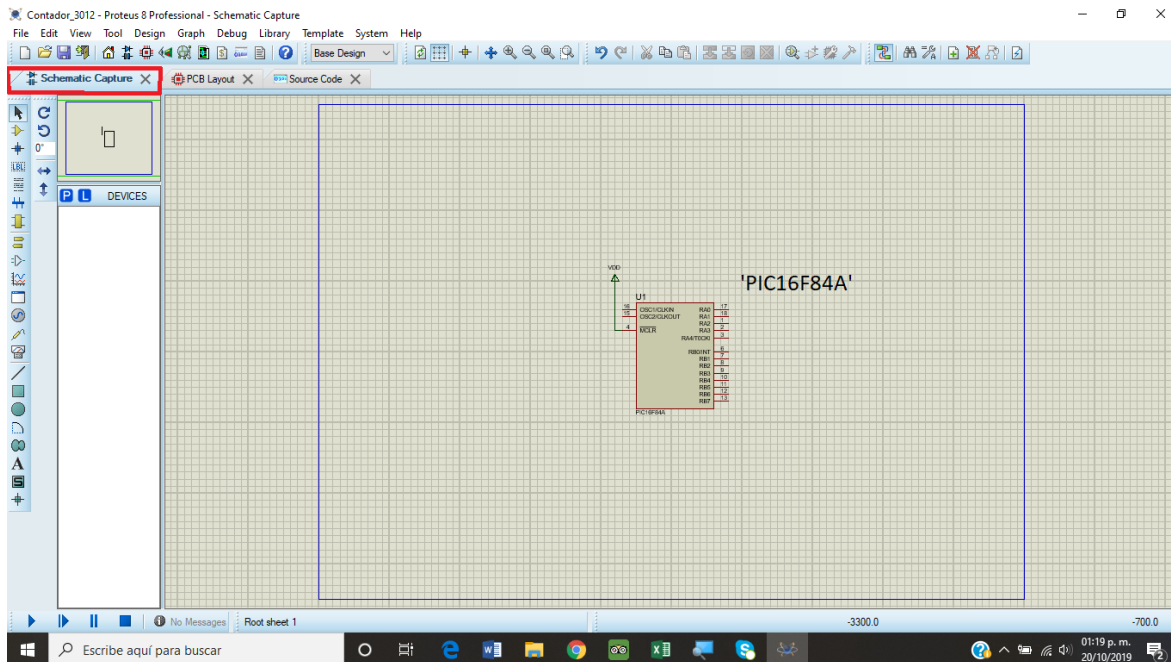 Contador_3012 - Proteus 8 Professional - Schematic Capture
File Edit View Tool Design Graph Debug Library Template System Help
Base Design
Schematic Capture
PCB Layout
Source Code
0°
LBL
P L DEVICES
A
S
VDD
'PIC16F84A'
U1
16 OSC1/CLKIN RA0 17
15 OSC2/CLKOUT RA1 18
RA2 1
4 MCLR RA3 2
RA4/T0CKI 3
RB0/INT 6
RB1 7
RB2 8
RB3 9
RB4 10
RB5 11
RB6 12
RB7 13
PIC16F84A
No Messages
Root sheet 1
-3300.0
-700.0
Escribe aquí para buscar
01:19 p. m.
20/10/2019
2